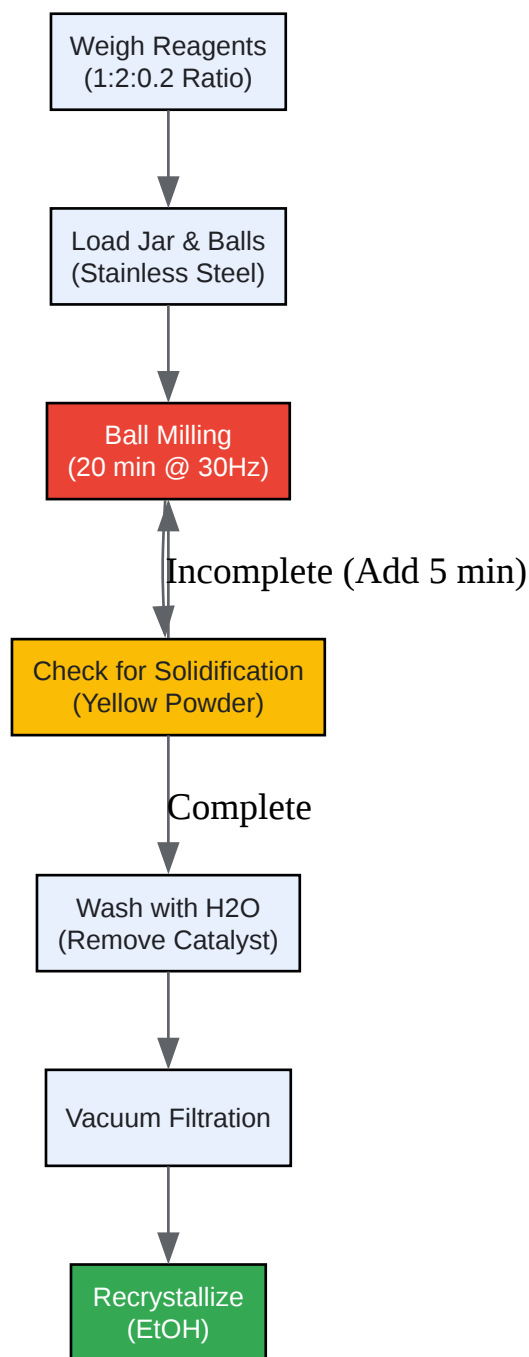 Weigh Reagents
(1:2:0.2 Ratio)
Load Jar & Balls
(Stainless Steel)
Ball Milling
(20 min @ 30Hz)
Incomplete (Add 5 min)
Check for Solidification
(Yellow Powder)
Complete
Wash with H2O
(Remove Catalyst)
Vacuum Filtration
Recrystallize
(EtOH)